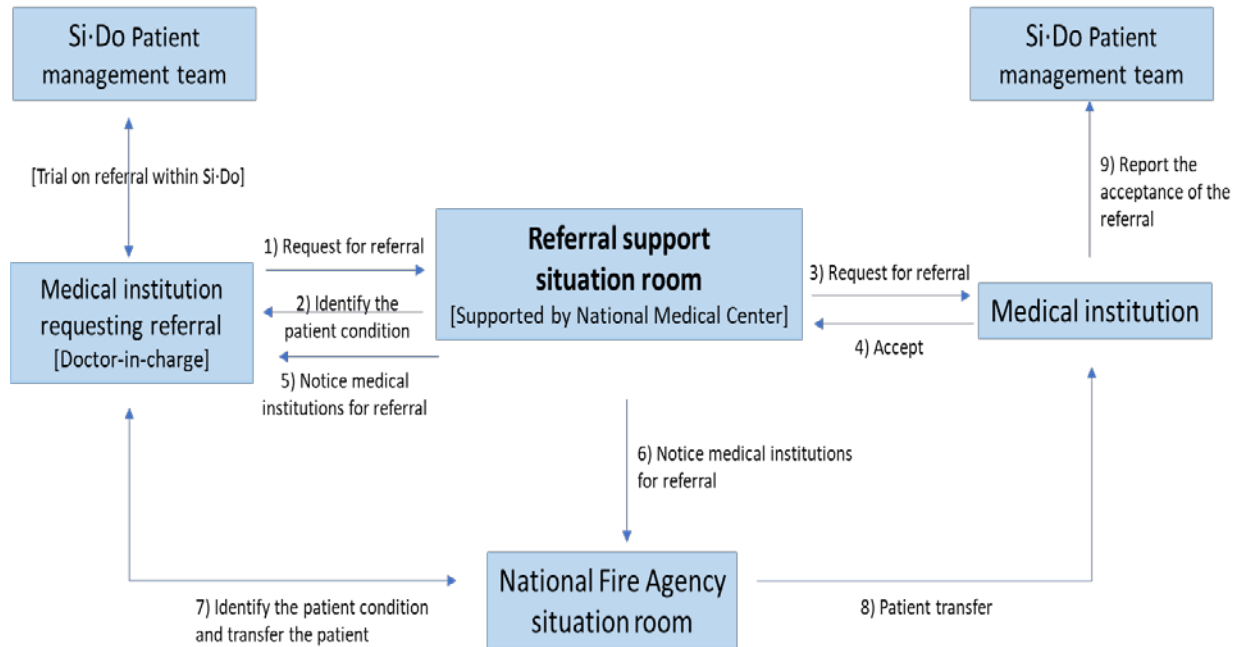 Si·Do Patient
management team
Si·Do Patient
management team
[Trial on referral within Si·Do]
9) Report the
acceptance of the
referral
1) Request for referral
Referral support
situation room
[Supported by National Medical Center]
3) Request for referral
Medical institution
requesting referral
[Doctor-in-charge]
2) Identify the
patient condition
Medical institution
4) Accept
5) Notice medical
institutions for referral
6) Notice medical institutions
for referral
National Fire Agency
situation room
7) Identify the patient condition
and transfer the patient
8) Patient transfer